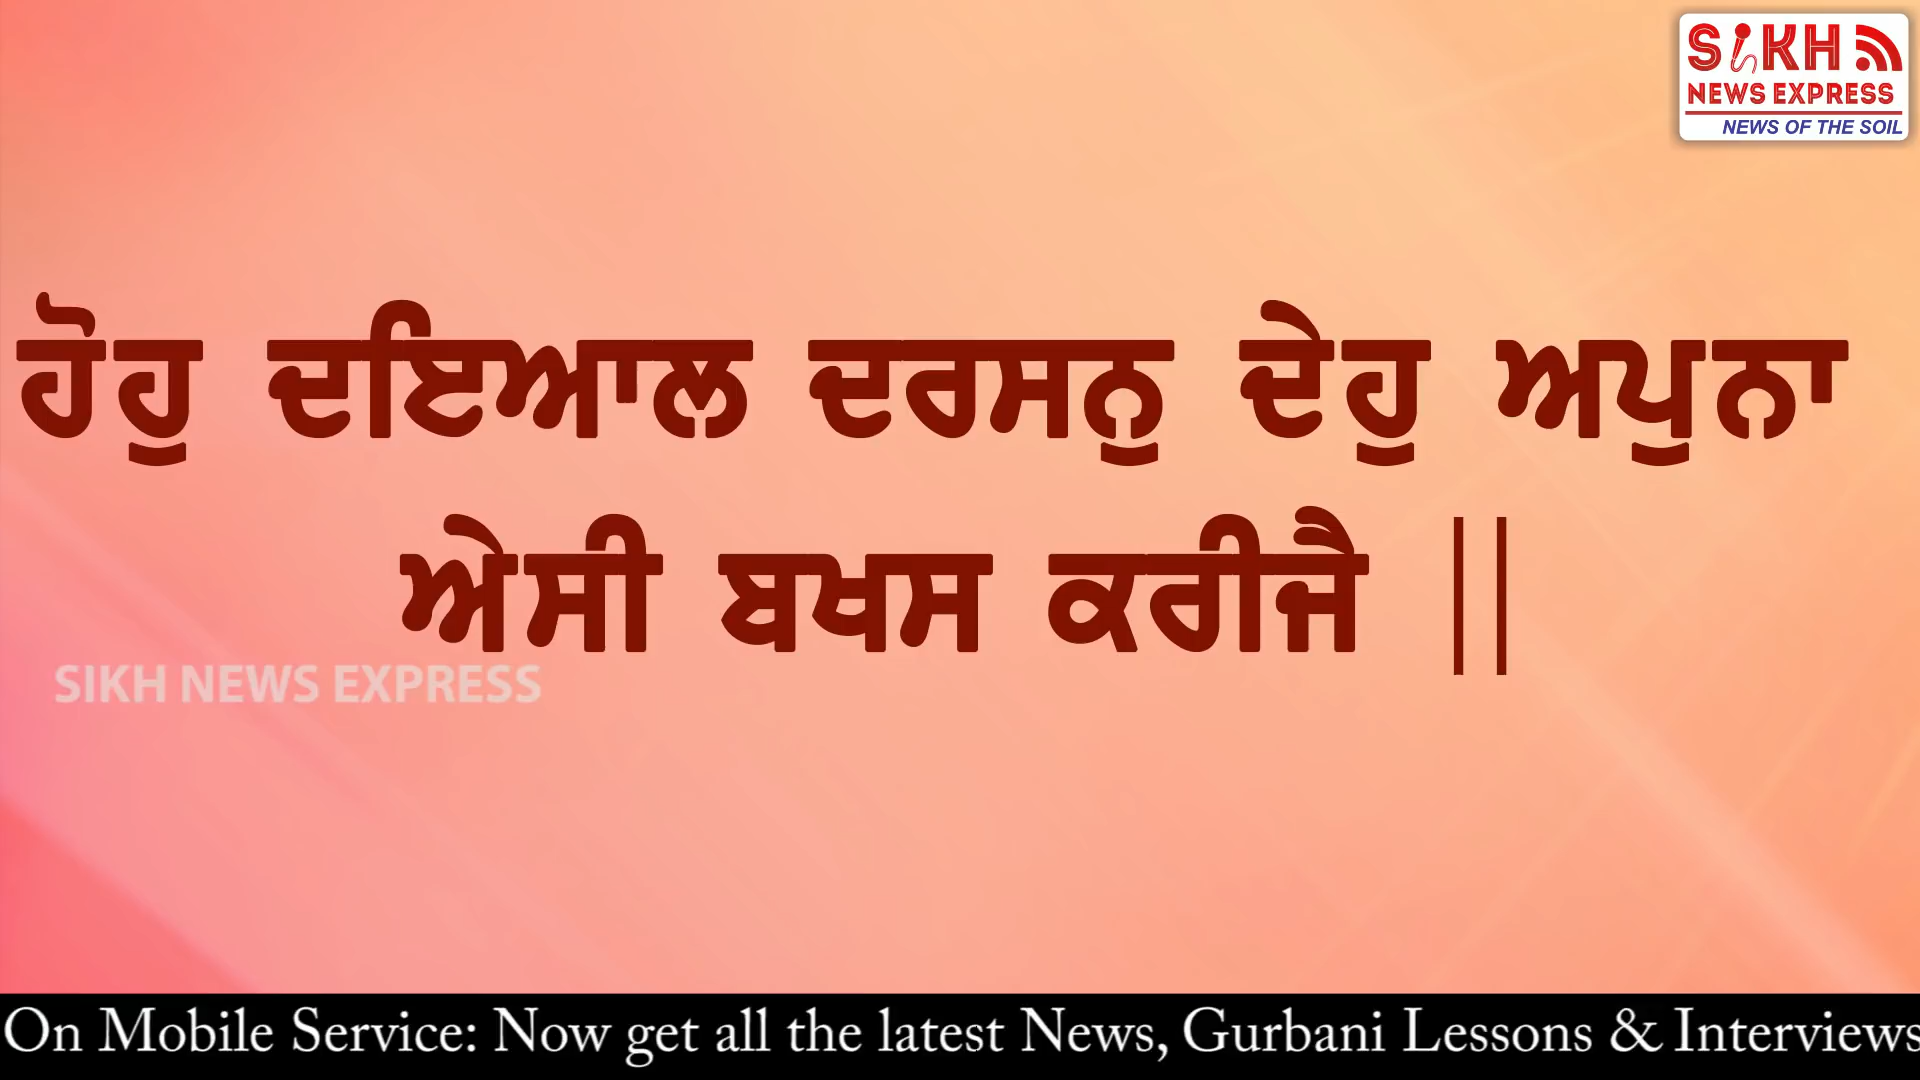 SIKH
NEWS EXPRESS
NEWS OF THE SOIL
ਹੋਹੁ ਦਇਆਲ ਦਰਸਨੁ ਦੇਹੁ ਅਪੁਨਾ
ਅੇਸੀ ਬਖਸ ਕਰੀਜੈ ||
SIKH NEWS EXPRESS
On Mobile Service: Now get all the latest News, Gurbani Lessons & Interviews